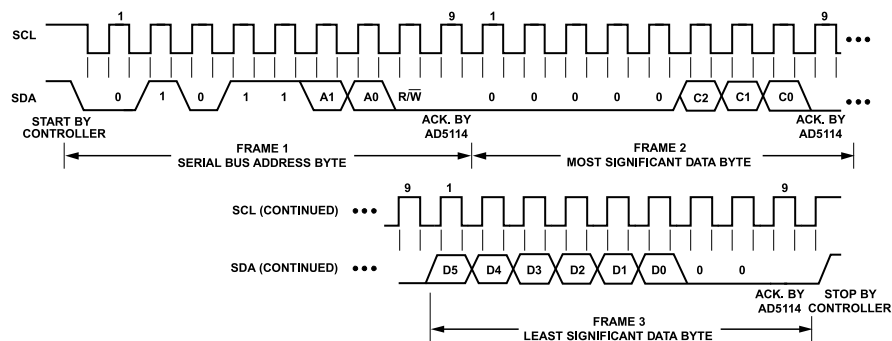 1 9 1 9
SCL
SDA 0 1 0 1 1 A1 A0 R/W̅ 0 0 0 0 0 C2 C1 C0
START BY
CONTROLLER
ACK. BY
AD5114
ACK. BY
AD5114
FRAME 1
SERIAL BUS ADDRESS BYTE
FRAME 2
MOST SIGNIFICANT DATA BYTE
9 1 9
SCL (CONTINUED)
SDA (CONTINUED) D5 D4 D3 D2 D1 D0 0 0
ACK. BY
AD5114
STOP BY
CONTROLLER
FRAME 3
LEAST SIGNIFICANT DATA BYTE